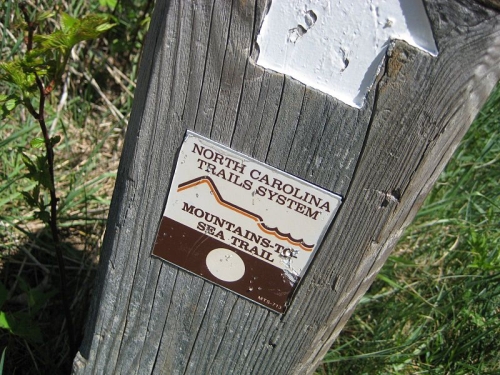 NORTH CAROLINA
TRAILS SYSTEM
MOUNTAINS-TO-
SEA TRAIL